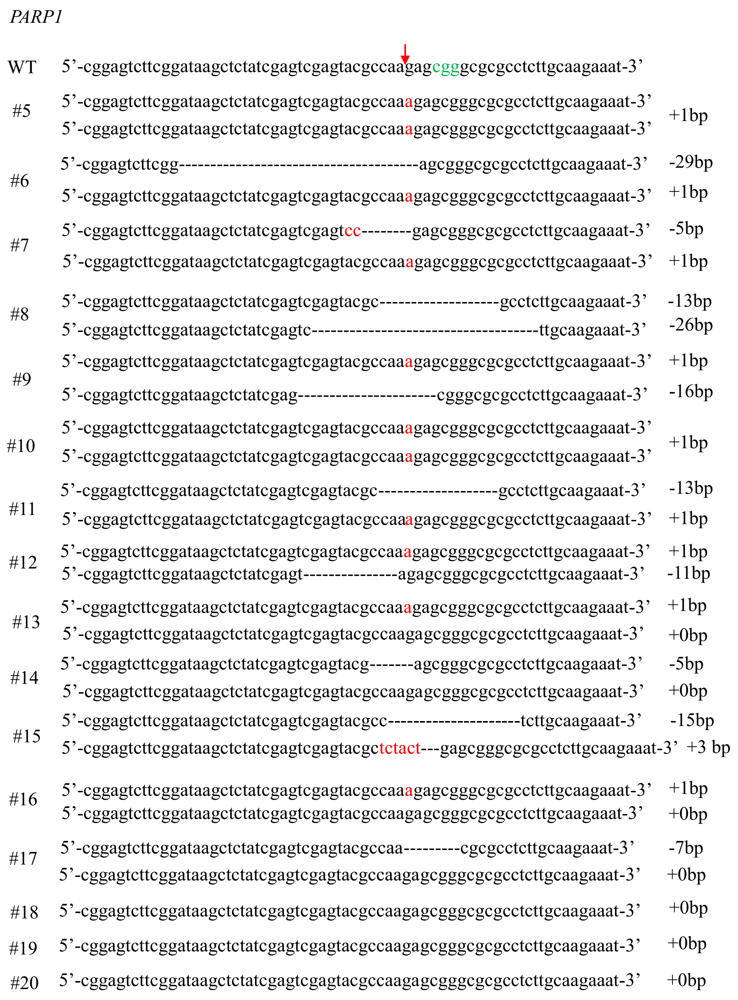 PARP1
WT 5’-cggagtcttcggataagctctatcgagtcgagtacgccaagagcgggcgcgcctcttgcaagaaat-3’
#5 5’-cggagtcttcggataagctctatcgagtcgagtacgccaaagagcgggcgcgcctcttgcaagaaat-3’ +1bp
5’-cggagtcttcggataagctctatcgagtcgagtacgccaaagagcgggcgcgcctcttgcaagaaat-3’
#6 5’-cggagtcttcgg--------------------------------------agcgggcgcgcctcttgcaagaaat-3’ -29bp
5’-cggagtcttcggataagctctatcgagtcgagtacgccaaagagcgggcgcgcctcttgcaagaaat-3’ +1bp
#7 5’-cggagtcttcggataagctctatcgagtcgagtcc--------gagcgggcgcgcctcttgcaagaaat-3’ -5bp
5’-cggagtcttcggataagctctatcgagtcgagtacgccaaagagcgggcgcgcctcttgcaagaaat-3’ +1bp
#8 5’-cggagtcttcggataagctctatcgagtcgagtacgc-------------------gcctcttgcaagaaat-3’ -13bp
5’-cggagtcttcggataagctctatcgagtc------------------------------------ttgcaagaaat-3’ -26bp
#9 5’-cggagtcttcggataagctctatcgagtcgagtacgccaaagagcgggcgcgcctcttgcaagaaat-3’ +1bp
5’-cggagtcttcggataagctctatcgag----------------------cgggcgcgcctcttgcaagaaat-3’ -16bp
#10 5’-cggagtcttcggataagctctatcgagtcgagtacgccaaagagcgggcgcgcctcttgcaagaaat-3’ +1bp
5’-cggagtcttcggataagctctatcgagtcgagtacgccaaagagcgggcgcgcctcttgcaagaaat-3’
#11 5’-cggagtcttcggataagctctatcgagtcgagtacgc-------------------gcctcttgcaagaaat-3’ -13bp
5’-cggagtcttcggataagctctatcgagtcgagtacgccaaagagcgggcgcgcctcttgcaagaaat-3’ +1bp
#12 5’-cggagtcttcggataagctctatcgagtcgagtacgccaaagagcgggcgcgcctcttgcaagaaat-3’ +1bp
5’-cggagtcttcggataagctctatcgagt---------------agagcgggcgcgcctcttgcaagaaat-3’ -11bp
#13 5’-cggagtcttcggataagctctatcgagtcgagtacgccaaagagcgggcgcgcctcttgcaagaaat-3’ +1bp
5’-cggagtcttcggataagctctatcgagtcgagtacgccaagagcgggcgcgcctcttgcaagaaat-3’ +0bp
#14 5’-cggagtcttcggataagctctatcgagtcgagtacg-------agcgggcgcgcctcttgcaagaaat-3’ -5bp
5’-cggagtcttcggataagctctatcgagtcgagtacgccaagagcgggcgcgcctcttgcaagaaat-3’ +0bp
#15 5’-cggagtcttcggataagctctatcgagtcgagtacgcc---------------------tcttgcaagaaat-3’ -15bp
5’-cggagtcttcggataagctctatcgagtcgagtacgctctact---gagcgggcgcgcctcttgcaagaaat-3’ +3 bp
#16 5’-cggagtcttcggataagctctatcgagtcgagtacgccaaagagcgggcgcgcctcttgcaagaaat-3’ +1bp
5’-cggagtcttcggataagctctatcgagtcgagtacgccaagagcgggcgcgcctcttgcaagaaat-3’ +0bp
#17 5’-cggagtcttcggataagctctatcgagtcgagtacgccaa---------cgcgcctcttgcaagaaat-3’ -7bp
5’-cggagtcttcggataagctctatcgagtcgagtacgccaagagcgggcgcgcctcttgcaagaaat-3’ +0bp
#18 5’-cggagtcttcggataagctctatcgagtcgagtacgccaagagcgggcgcgcctcttgcaagaaat-3’ +0bp
#19 5’-cggagtcttcggataagctctatcgagtcgagtacgccaagagcgggcgcgcctcttgcaagaaat-3’ +0bp
#20 5’-cggagtcttcggataagctctatcgagtcgagtacgccaagagcgggcgcgcctcttgcaagaaat-3’ +0bp